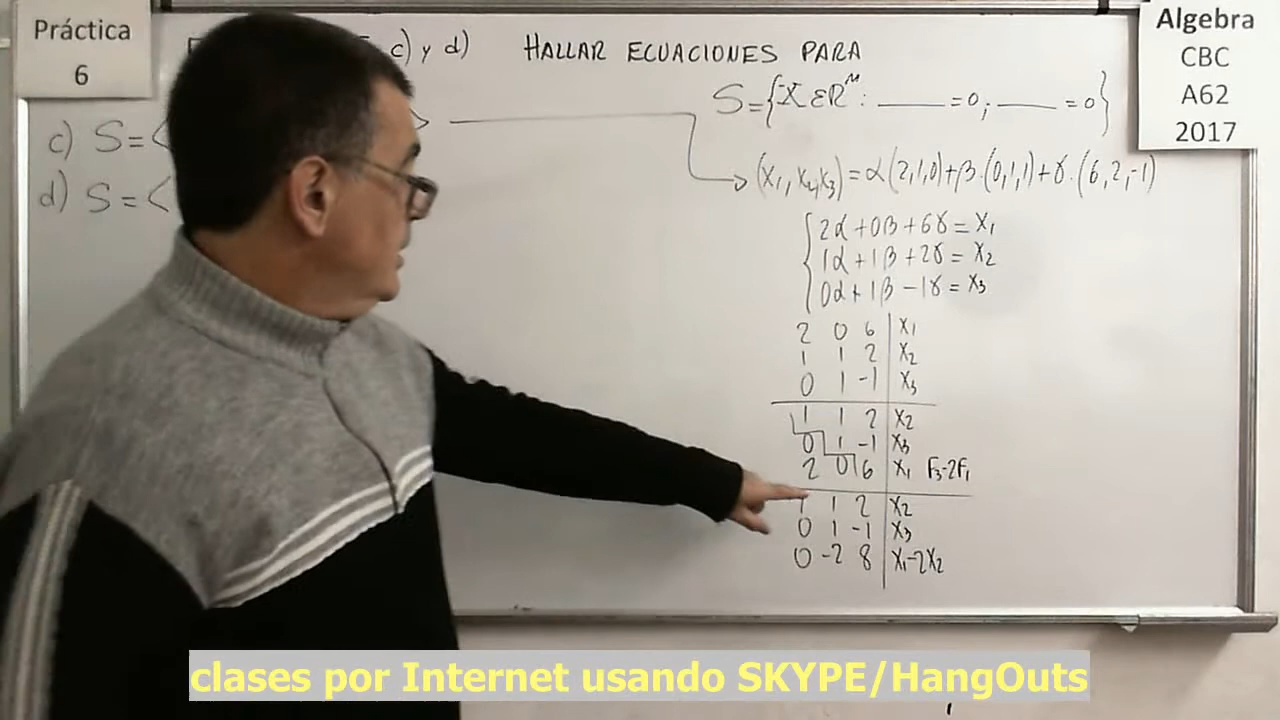 Práctica
6
c) y d) HALLAR ECUACIONES PARA
S={X∈Rⁿ: ____ =0; ____ =0}
Algebra
CBC
A62
2017
c) S=<
d) S=<
(x₁,x₂,x₃)=α(2,1,0)+β·(0,1,1)+γ·(6,2,-1)
2α+0β+6γ=x₁
1α+1β+2γ=x₂
0α+1β-1γ=x₃
2 0 6 | x₁
1 1 2 | x₂
0 1 -1 | x₃
1 1 2 | x₂
0 1 -1 | x₃
2 0 6 | x₁ F₃-2F₁
1 1 2 | x₂
0 1 -1 | x₃
0 -2 8 | x₁-2x₂
clases por Internet usando SKYPE/HangOuts